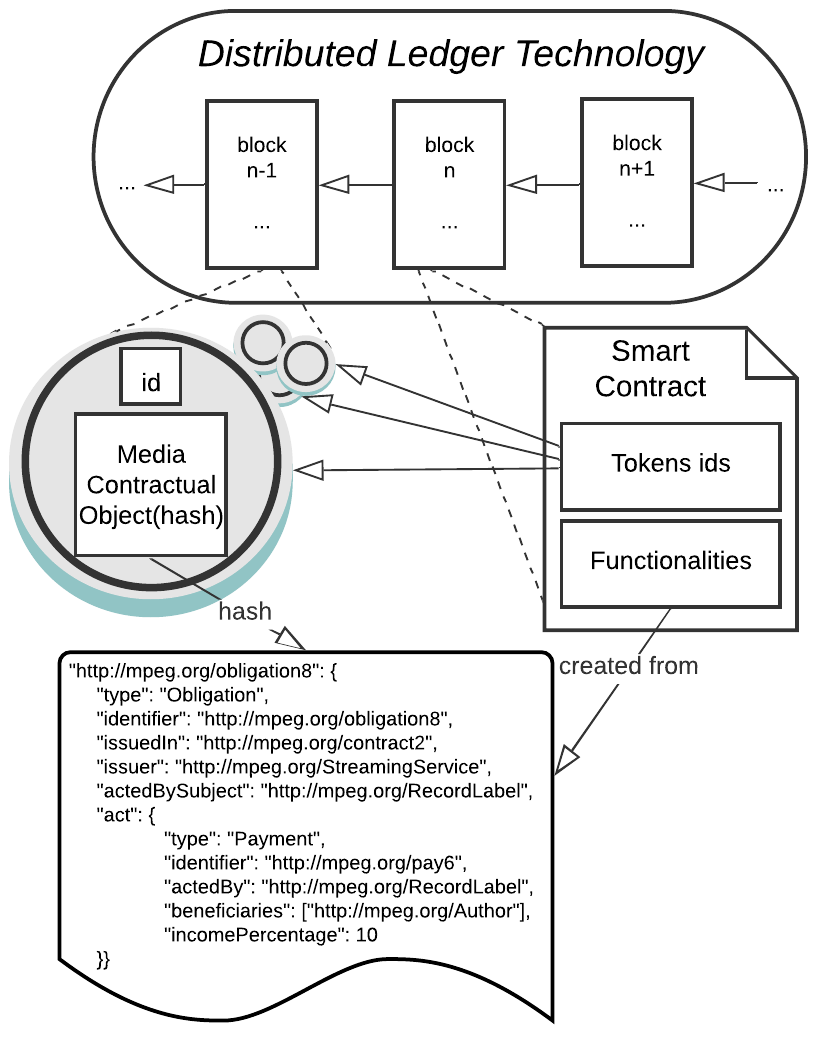 Distributed Ledger Technology
block
n-1
...
block
n
...
block
n+1
...
...
...
id
Media
Contractual
Object(hash)
Smart
Contract
Tokens ids
Functionalities
hash
created from
"http://mpeg.org/obligation8": {
"type": "Obligation",
"identifier": "http://mpeg.org/obligation8",
"issuedIn": "http://mpeg.org/contract2",
"issuer": "http://mpeg.org/StreamingService",
"actedBySubject": "http://mpeg.org/RecordLabel",
"act": {
"type": "Payment",
"identifier": "http://mpeg.org/pay6",
"actedBy": "http://mpeg.org/RecordLabel",
"beneficiaries": ["http://mpeg.org/Author"],
"incomePercentage": 10
}}